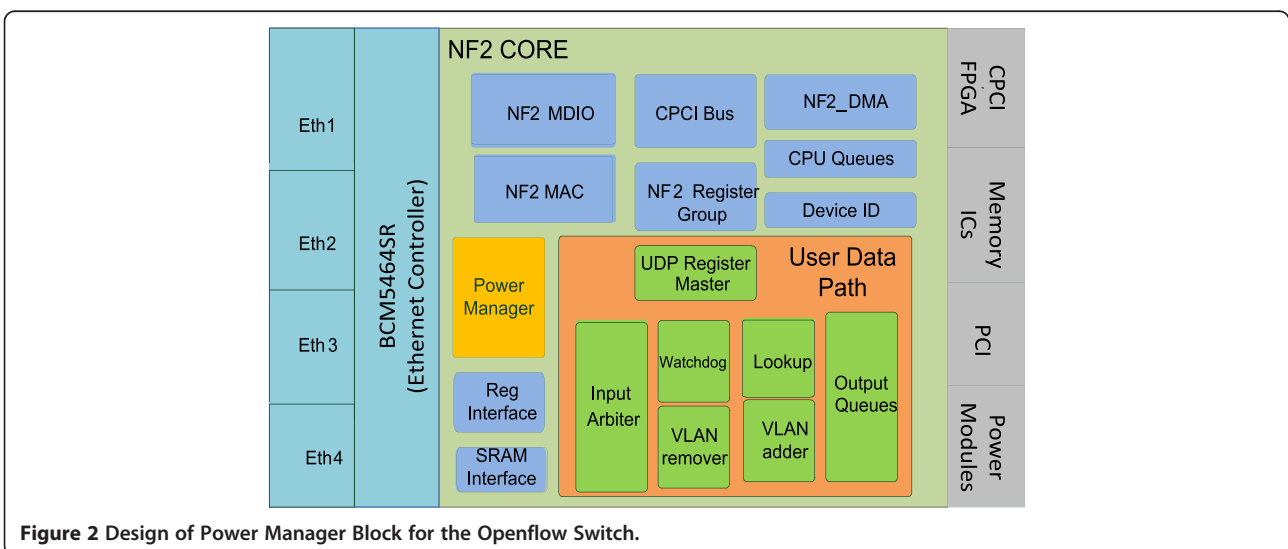 Eth1
Eth2
Eth3
Eth4
BCM5464SR
(Ethernet Controller)
NF2 CORE
NF2 MDIO
CPCI Bus
NF2_DMA
CPU Queues
NF2 MAC
NF2 Register
Group
Device ID
Power
Manager
Reg
Interface
SRAM
Interface
User Data
Path
UDP Register
Master
Input
Arbiter
Watchdog
Lookup
VLAN
remover
VLAN
adder
Output
Queues
CPCI
FPGA
Memory
ICs
PCI
Power
Modules
Figure 2 Design of Power Manager Block for the Openflow Switch.